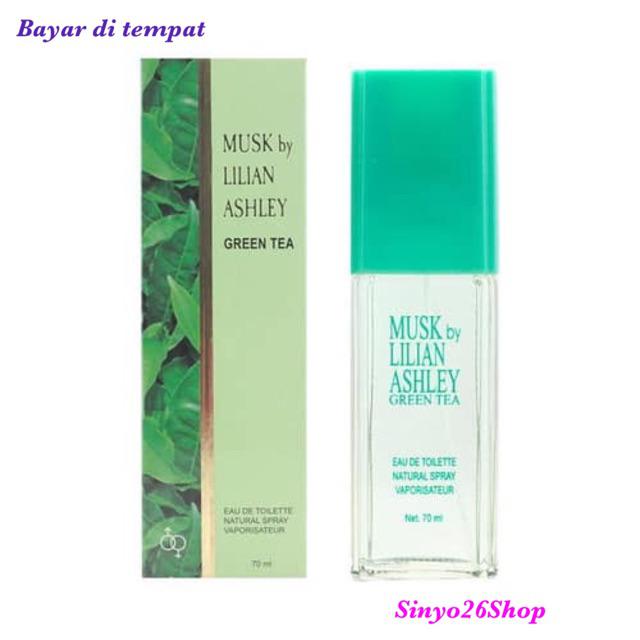 Bayar di tempat
MUSK by
LILIAN
ASHLEY
GREEN TEA
EAU DE TOILETTE
NATURAL SPRAY
VAPORISATEUR
70 ml
MUSK by
LILIAN
ASHLEY
GREEN TEA
EAU DE TOILETTE
NATURAL SPRAY
VAPORISATEUR
Net. 70 ml
Sinyo26Shop